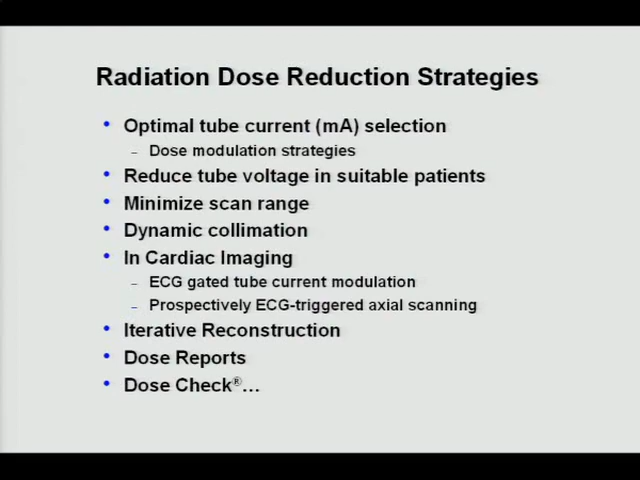 Radiation Dose Reduction Strategies
• Optimal tube current (mA) selection
– Dose modulation strategies
• Reduce tube voltage in suitable patients
• Minimize scan range
• Dynamic collimation
• In Cardiac Imaging
– ECG gated tube current modulation
– Prospectively ECG-triggered axial scanning
• Iterative Reconstruction
• Dose Reports
• Dose Check®…